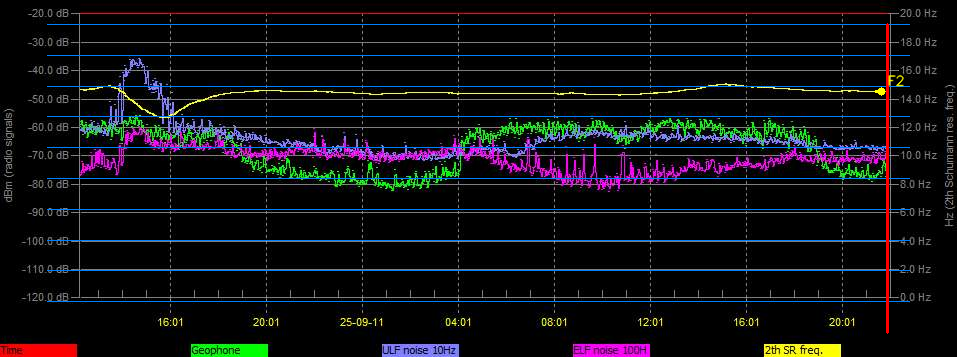 -20.0 dB 20.0 Hz
-30.0 dB 18.0 Hz
-40.0 dB 16.0 Hz
F2
-50.0 dB 14.0 Hz
-60.0 dB 12.0 Hz
-70.0 dB 10.0 Hz
-80.0 dB 8.0 Hz
-90.0 dB 6.0 Hz
-100.0 dB 4.0 Hz
-110.0 dB 2.0 Hz
-120.0 dB 0.0 Hz
dBm (radio signals)
Hz (2th Schumann res. freq.)
16:01 20:01 25-09-11 04:01 08:01 12:01 16:01 20:01
Time Geophone ULF noise 10Hz ELF noise 100H 2th SR freq.